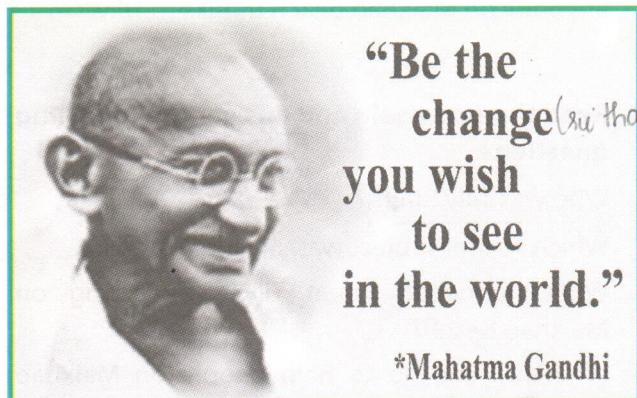 “Be the
change
you wish
to see
in the world.”
*Mahatma Gandhi